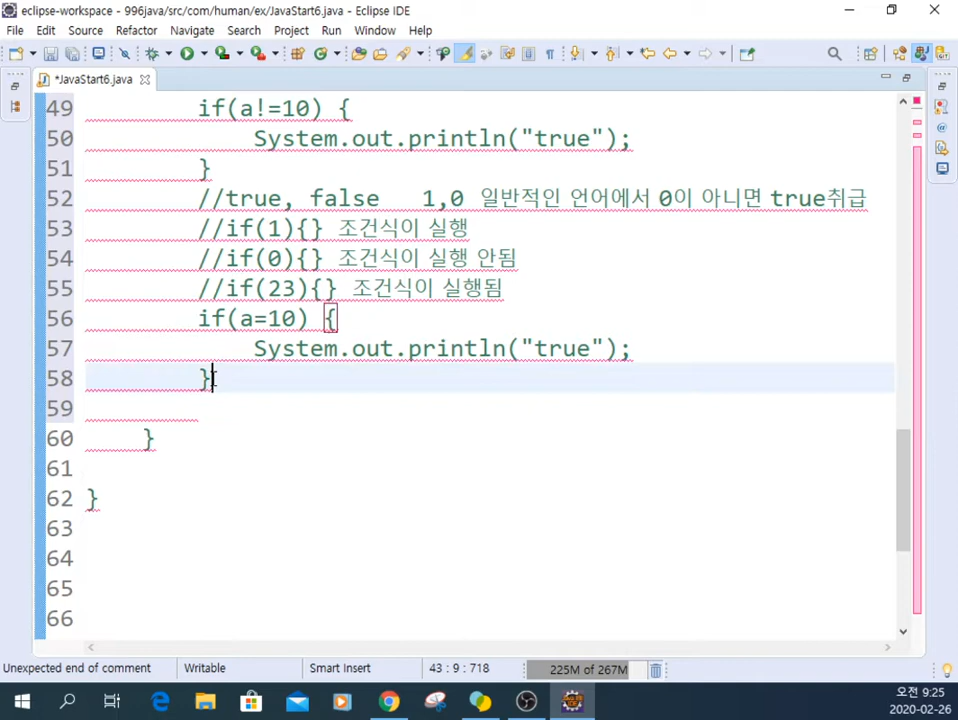 eclipse-workspace - 996java/src/com/human/ex/JavaStart6.java - Eclipse IDE
File Edit Source Refactor Navigate Search Project Run Window Help
*JavaStart6.java
49 if(a!=10) {
50 System.out.println("true");
51 }
52 //true, false 1,0 일반적인 언어에서 0이 아니면 true취급
53 //if(1){} 조건식이 실행
54 //if(0){} 조건식이 실행 안됨
55 //if(23){} 조건식이 실행됨
56 if(a=10) {
57 System.out.println("true");
58 }
59
60 }
61
62 }
63
64
65
66
Unexpected end of comment Writable Smart Insert 43 : 9 : 718 225M of 267M
오전 9:25
2020-02-26